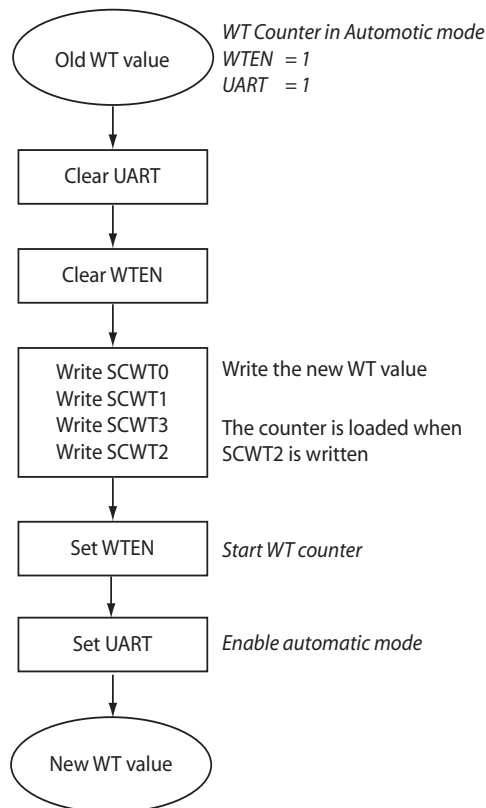 WT Counter in Automotic mode
Old WT value
WTEN = 1
UART = 1
Clear UART
Clear WTEN
Write SCWT0
Write the new WT value
Write SCWT1
Write SCWT3
The counter is loaded when
Write SCWT2
SCWT2 is written
Set WTEN
Start WT counter
Set UART
Enable automatic mode
New WT value